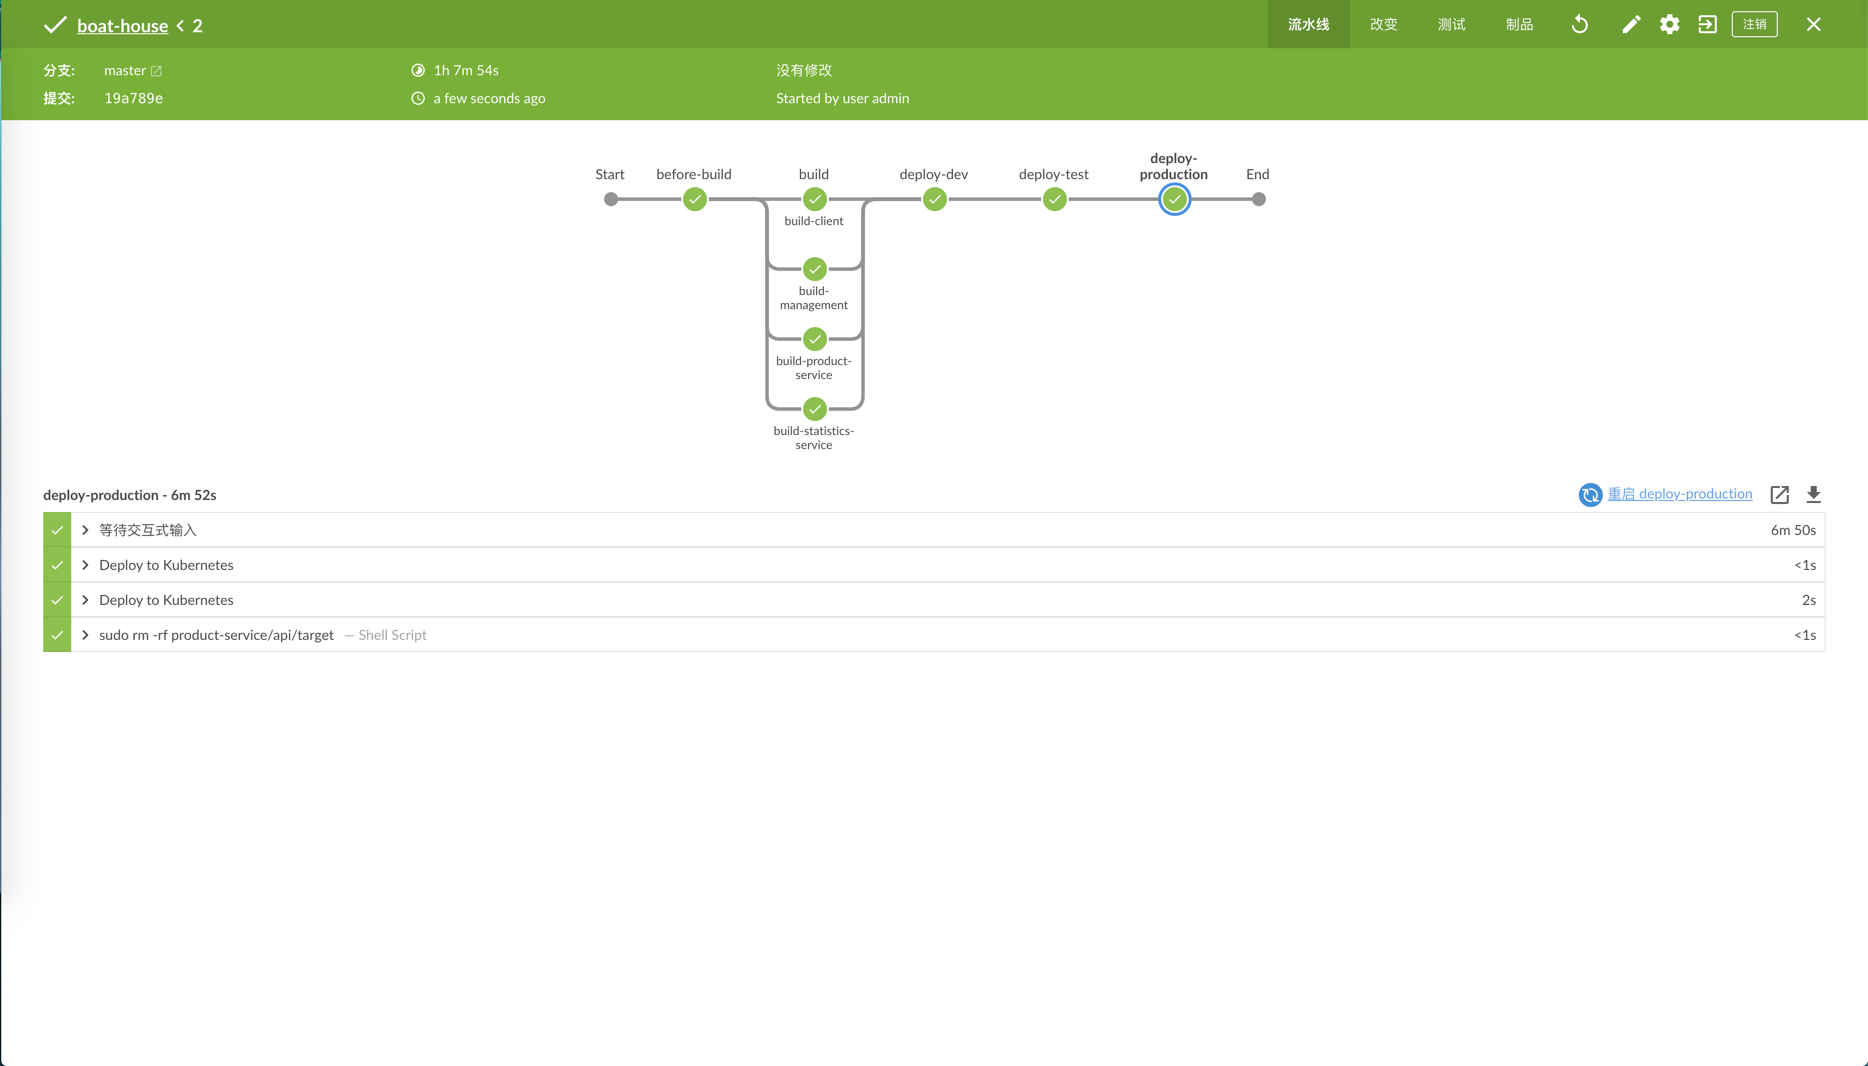 boat-house < 2
流水线 改变 测试 制品 注销
分支: master 1h 7m 54s 没有修改
提交: 19a789e a few seconds ago Started by user admin
Start before-build build deploy-dev deploy-test deploy-
production End
build-client
build-
management
build-product-
service
build-statistics-
service
deploy-production - 6m 52s 重启 deploy-production
等待交互式输入 6m 50s
Deploy to Kubernetes <1s
Deploy to Kubernetes 2s
sudo rm -rf product-service/api/target — Shell Script <1s